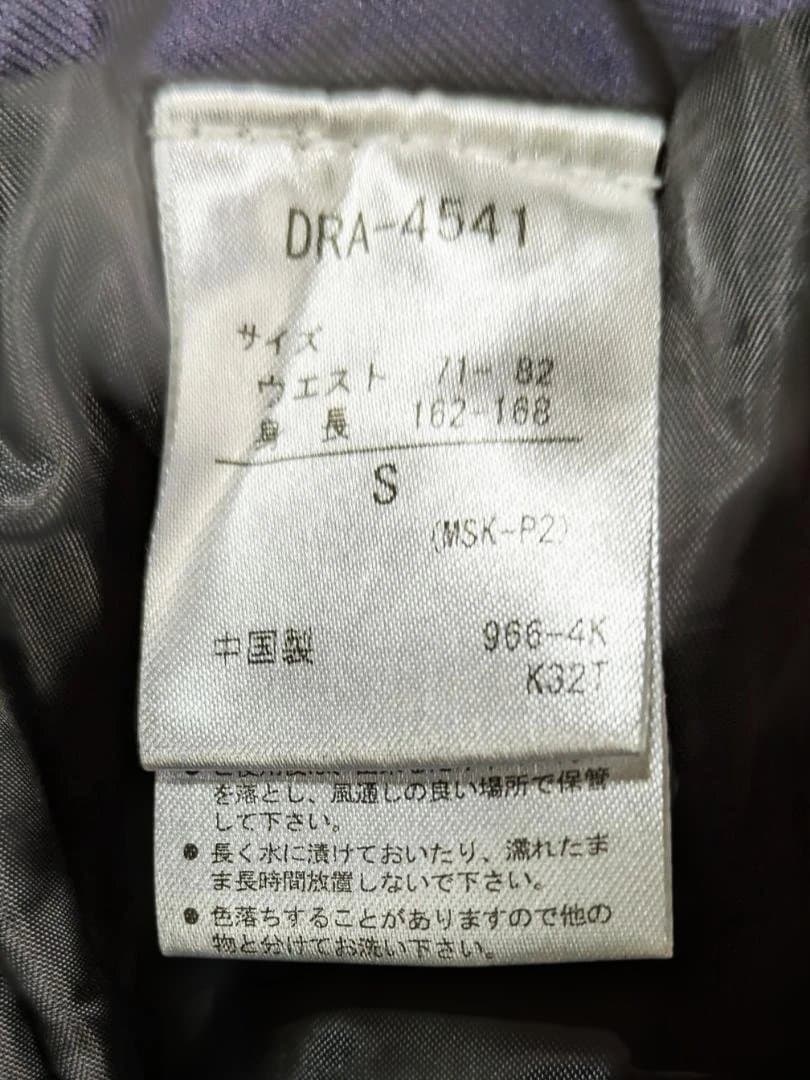 DRA-4541
サイズ
ウエスト 71-82
身長 162-168
S
(MSK-P2)
中国製 966-4K
K32T
を落とし、風通しの良い場所で保管
して下さい。
● 長く水に漬けておいたり、濡れたま
ま長時間放置しないで下さい。
● 色落ちすることがありますので他の
物と分けてお洗い下さい。